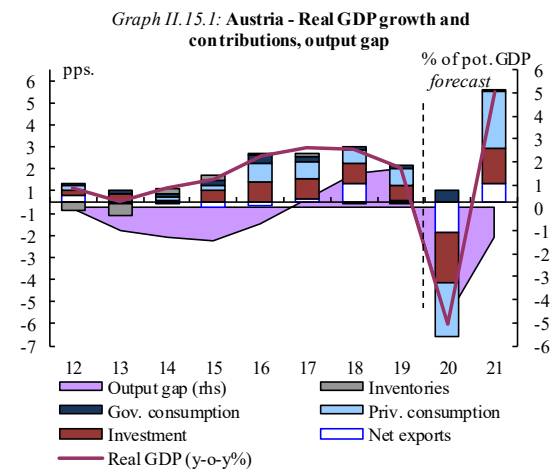 Graph II.15.1: Austria - Real GDP growth and
contributions, output gap
pps.
% of pot. GDP
forecast
6
5
4
3
2
1
-1
-2
-3
-4
-5
-6
-7
6
5
4
3
2
1
0
-1
-2
-3
-4
-5
-6
12 13 14 15 16 17 18 19 20 21
Output gap (rhs) Inventories
Gov. consumption Priv. consumption
Investment Net exports
Real GDP (y-o-y%)